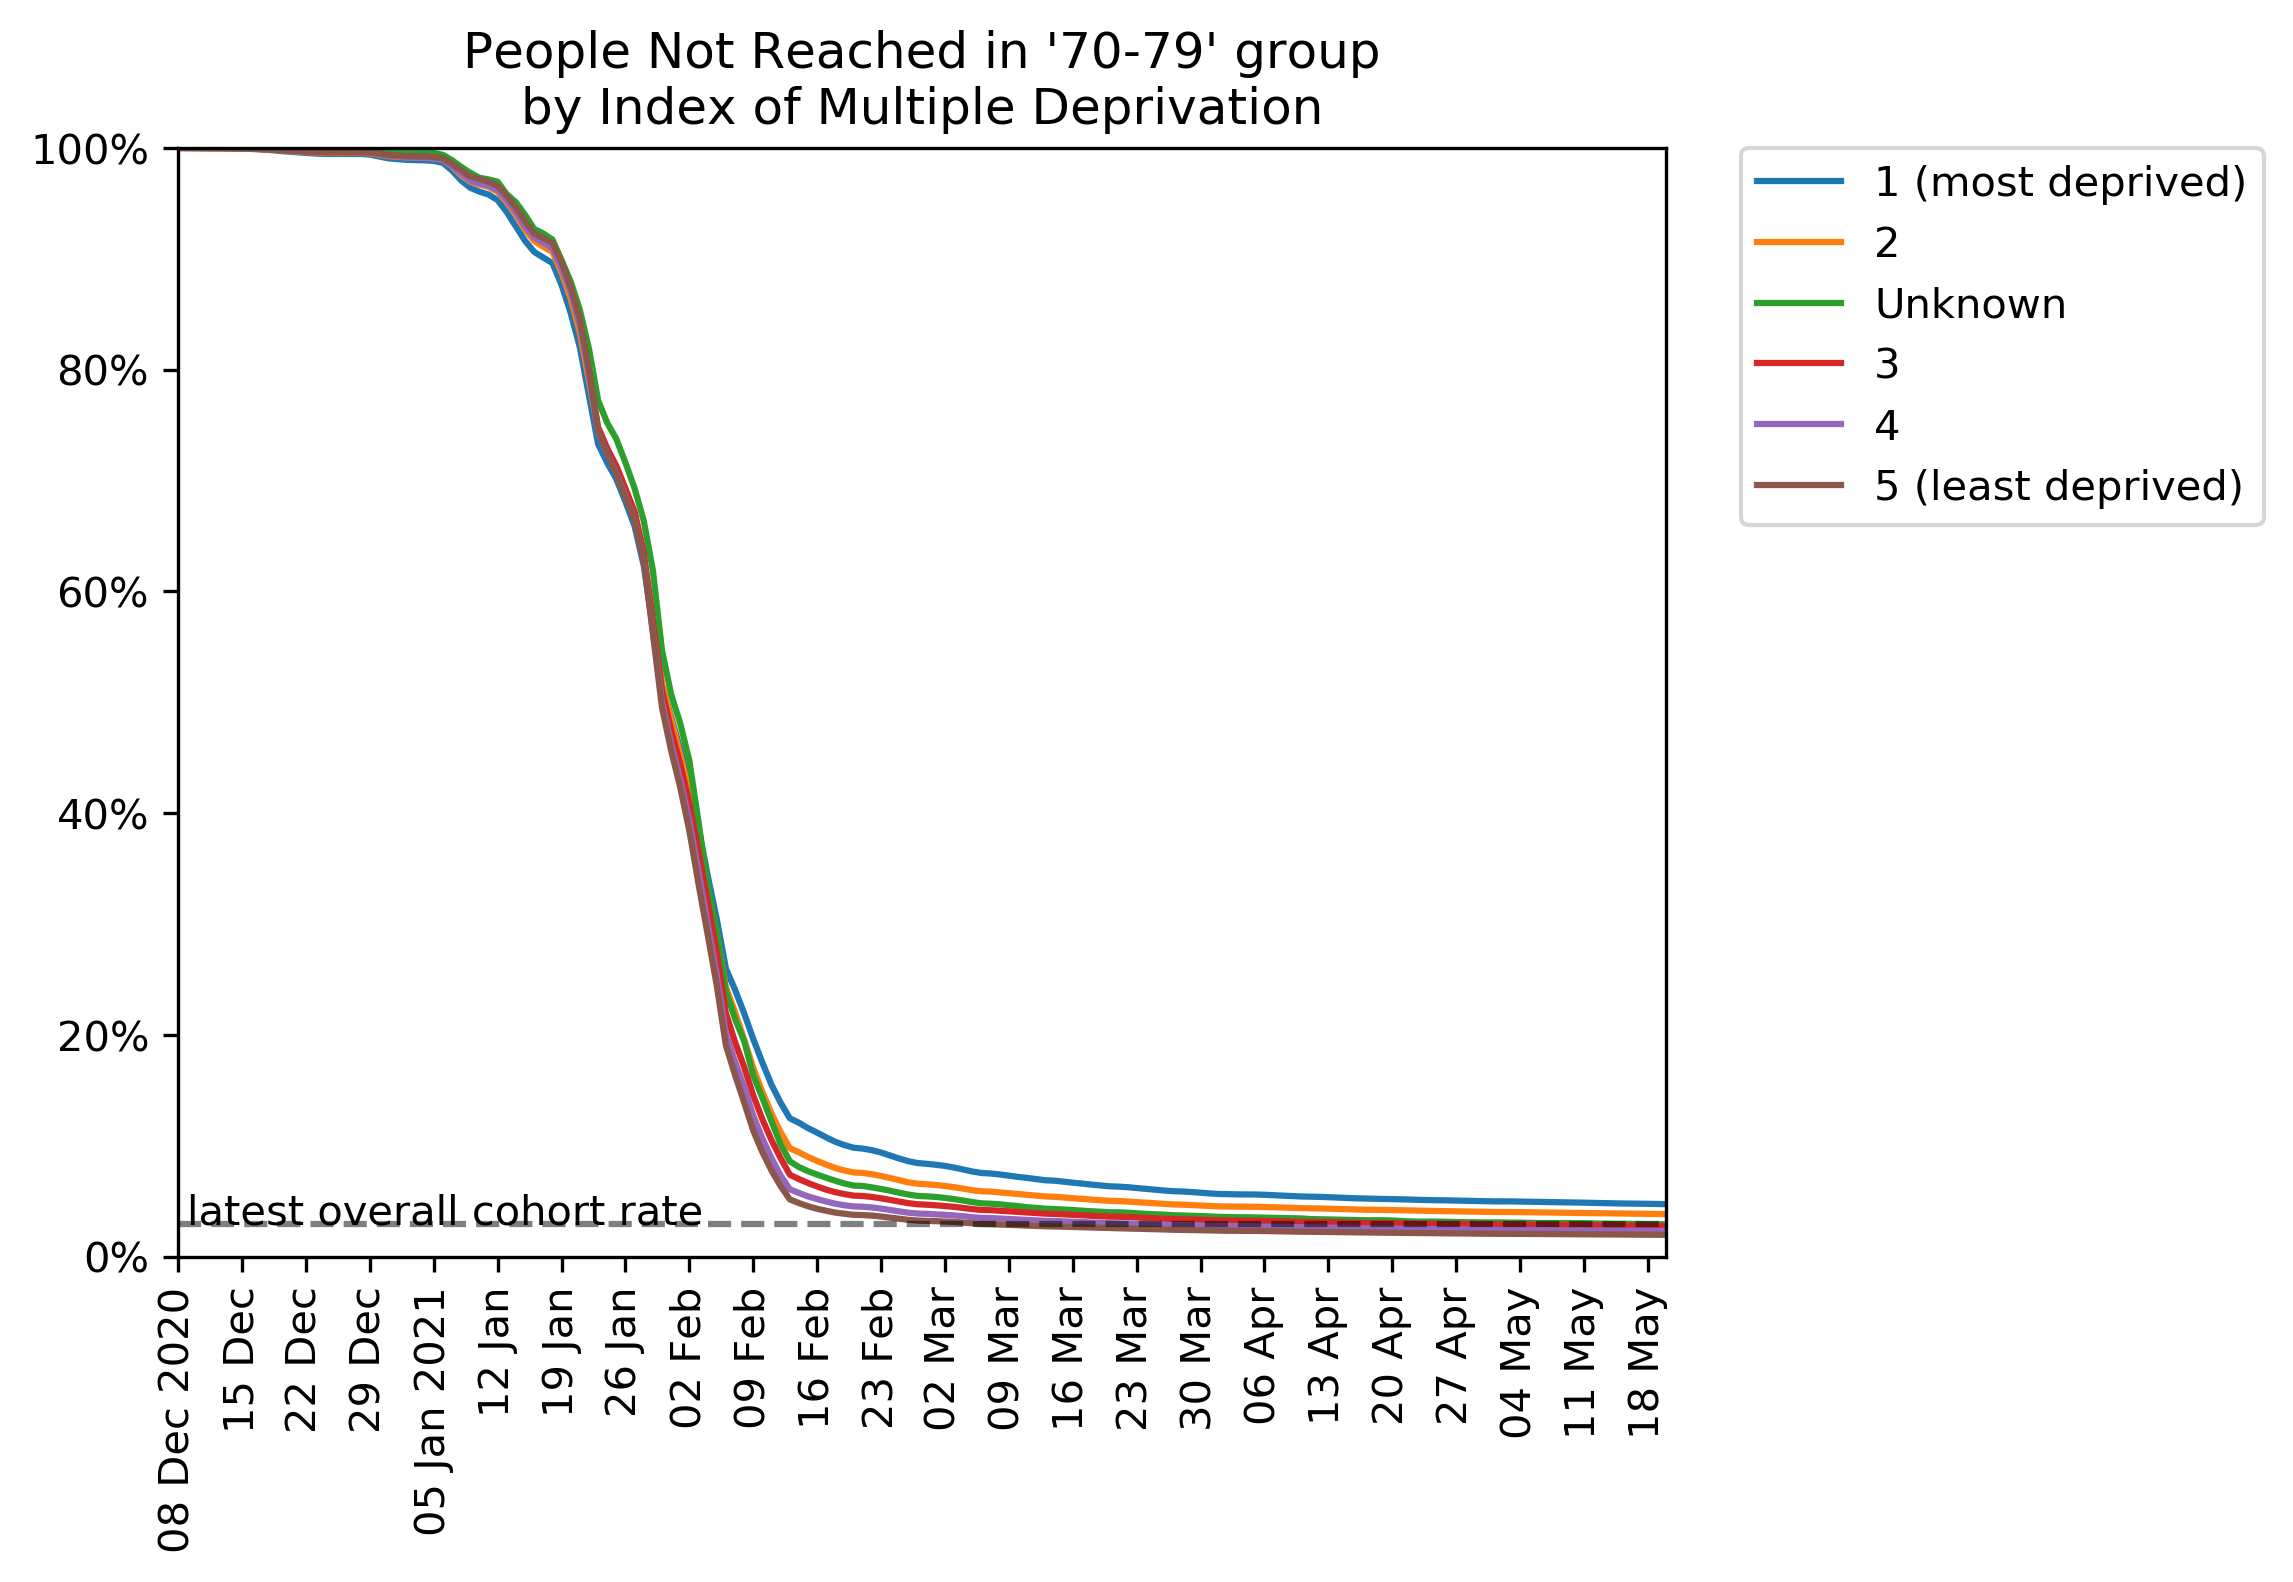 People Not Reached in '70-79' group
by Index of Multiple Deprivation
100%
80%
60%
40%
20%
0%
latest overall cohort rate
08 Dec 2020
15 Dec
22 Dec
29 Dec
05 Jan 2021
12 Jan
19 Jan
26 Jan
02 Feb
09 Feb
16 Feb
23 Feb
02 Mar
09 Mar
16 Mar
23 Mar
30 Mar
06 Apr
13 Apr
20 Apr
27 Apr
04 May
11 May
18 May
1 (most deprived)
2
Unknown
3
4
5 (least deprived)